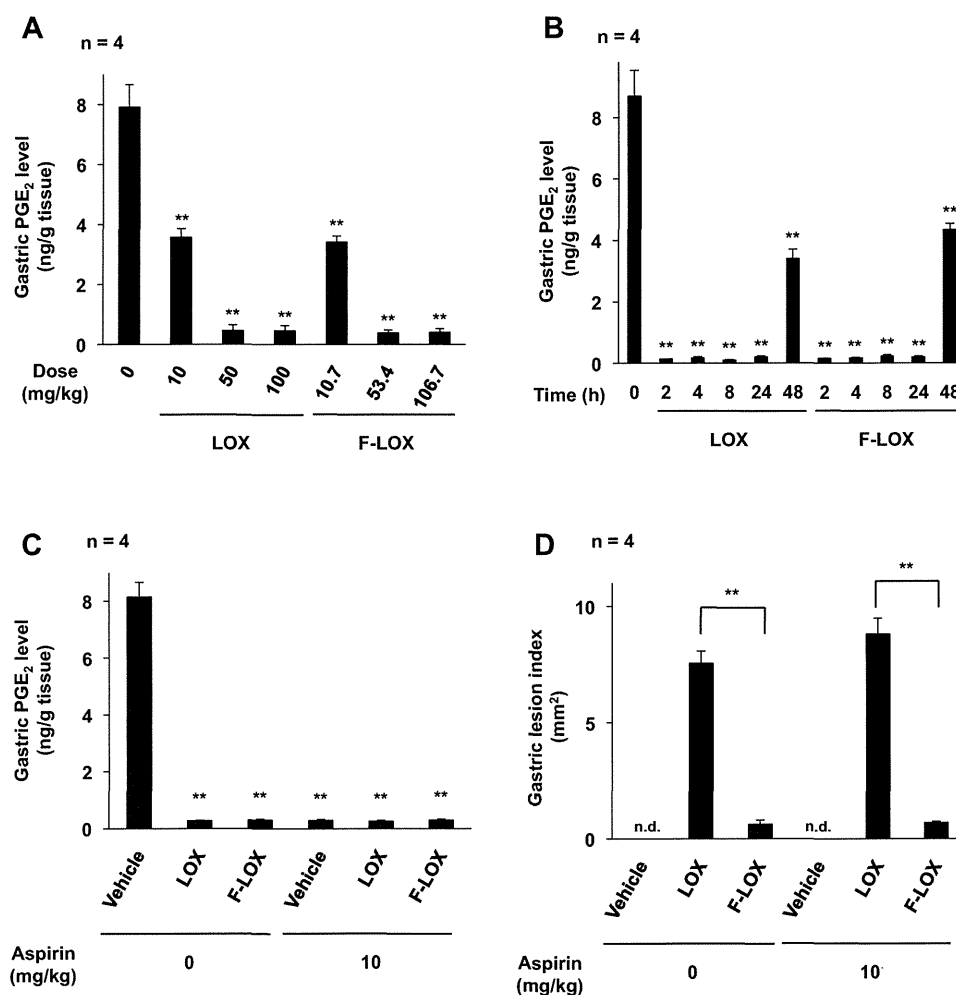 A
n = 4
Gastric PGE2 level
(ng/g tissue)
8
6
4
2
0
**
**
**
**
**
**
Dose
(mg/kg)
0
10
50
100
10.7
53.4
106.7
LOX
F-LOX
B
n = 4
Gastric PGE2 level
(ng/g tissue)
8
6
4
2
0
**
**
**
**
**
**
**
**
**
**
Time (h)
0
2
4
8
24
48
2
4
8
24
48
LOX
F-LOX
C
n = 4
Gastric PGE2 level
(ng/g tissue)
8
6
4
2
0
**
**
**
**
**
Vehicle
LOX
F-LOX
Vehicle
LOX
F-LOX
Aspirin
(mg/kg)
0
10
D
n = 4
Gastric lesion index
(mm2)
10
5
0
**
**
n.d.
n.d.
Vehicle
LOX
F-LOX
Vehicle
LOX
F-LOX
Aspirin
(mg/kg)
0
10